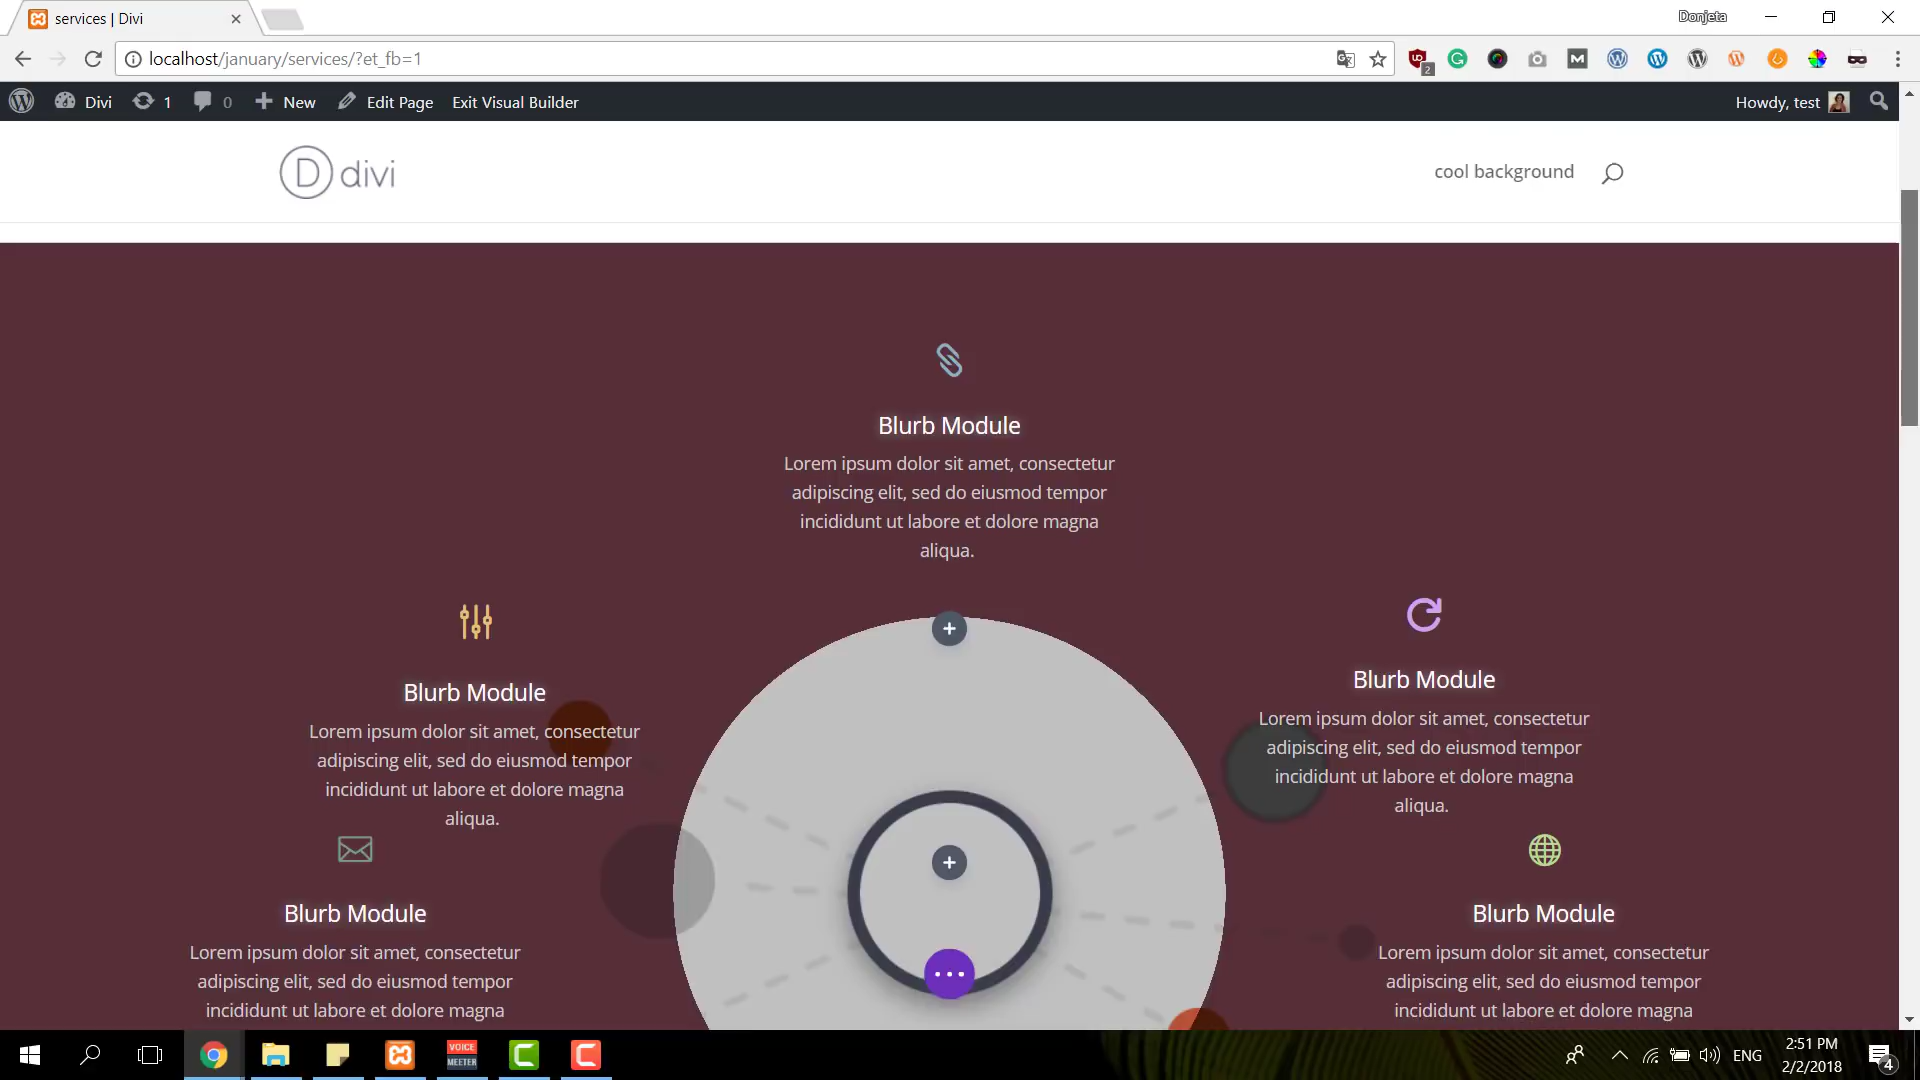 services | Divi
Donjeta
localhost/january/services/?et_fb=1
2
Divi 1 0 New Edit Page Exit Visual Builder
Howdy, test
D divi
cool background
Blurb Module
Lorem ipsum dolor sit amet, consectetur
adipiscing elit, sed do eiusmod tempor
incididunt ut labore et dolore magna
aliqua.
Blurb Module
Lorem ipsum dolor sit amet, consectetur
adipiscing elit, sed do eiusmod tempor
incididunt ut labore et dolore magna
aliqua.
Blurb Module
Lorem ipsum dolor sit amet, consectetur
adipiscing elit, sed do eiusmod tempor
incididunt ut labore et dolore magna
aliqua.
Blurb Module
Lorem ipsum dolor sit amet, consectetur
adipiscing elit, sed do eiusmod tempor
incididunt ut labore et dolore magna
Blurb Module
Lorem ipsum dolor sit amet, consectetur
adipiscing elit, sed do eiusmod tempor
incididunt ut labore et dolore magna
VOICE
MEETER
ENG
2:51 PM
2/2/2018
4